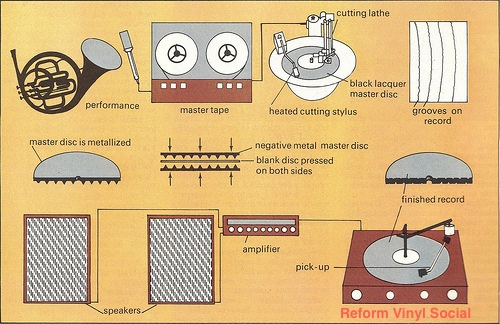 cutting lathe
performance
master tape
black lacquer
master disc
heated cutting stylus
grooves on
record
master disc is metallized
negative metal master disc
blank disc pressed
on both sides
finished record
amplifier
pick-up
speakers
Reform Vinyl Social